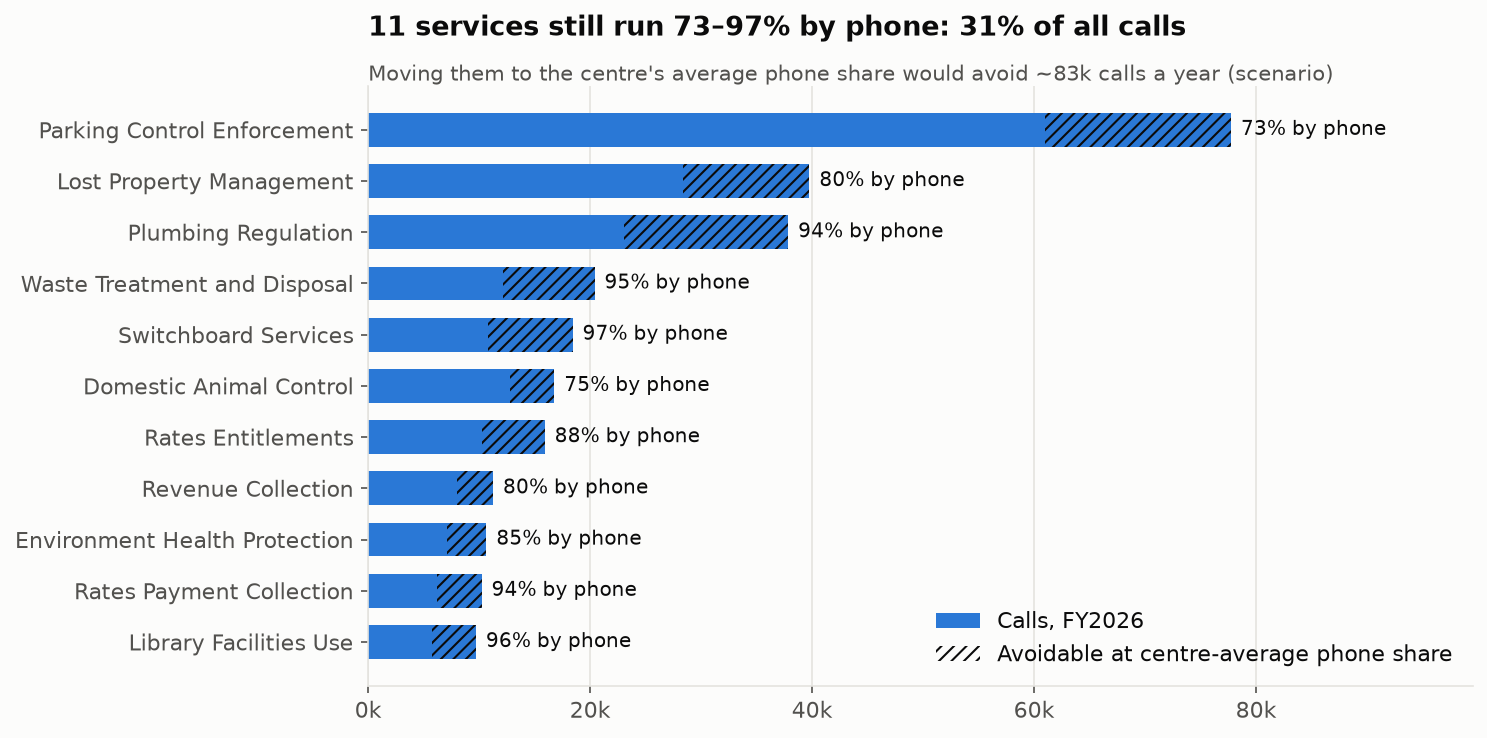 11 services still run 73–97% by phone: 31% of all calls
Moving them to the centre's average phone share would avoid ~83k calls a year (scenario)
Parking Control Enforcement
73% by phone
Lost Property Management
80% by phone
Plumbing Regulation
94% by phone
Waste Treatment and Disposal
95% by phone
Switchboard Services
97% by phone
Domestic Animal Control
75% by phone
Rates Entitlements
88% by phone
Revenue Collection
80% by phone
Environment Health Protection
85% by phone
Rates Payment Collection
94% by phone
Library Facilities Use
96% by phone
Calls, FY2026
Avoidable at centre-average phone share
0k 20k 40k 60k 80k